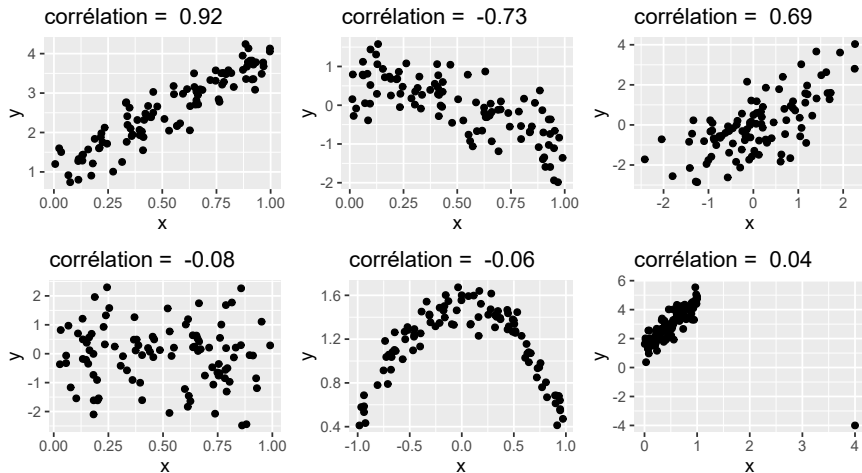 corrélation =  0.92
4
3
2
1
y
0.00 0.25 0.50 0.75 1.00
x
corrélation =  -0.73
1
0
-1
-2
y
0.00 0.25 0.50 0.75 1.00
x
corrélation =  0.69
4
2
0
-2
y
-2 -1 0 1 2
x
corrélation =  -0.08
2
1
0
-1
-2
y
0.00 0.25 0.50 0.75 1.00
x
corrélation =  -0.06
1.6
1.2
0.8
0.4
y
-1.0 -0.5 0.0 0.5 1.0
x
corrélation =  0.04
6
4
2
0
-2
-4
y
0 1 2 3 4
x